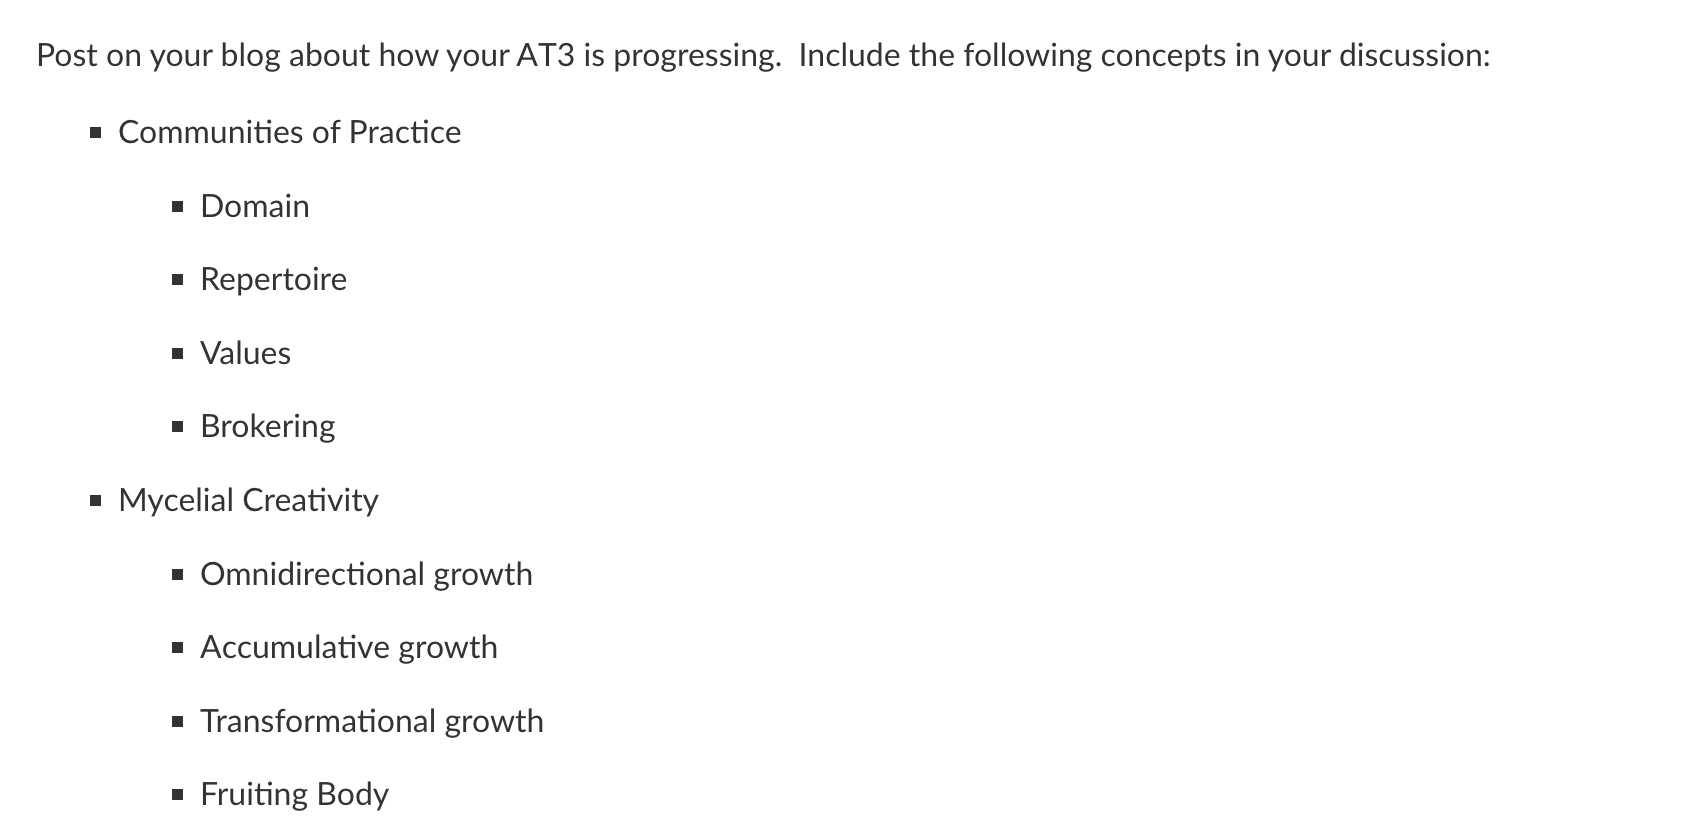 Post on your blog about how your AT3 is progressing.  Include the following concepts in your discussion:
▪ Communities of Practice
▪ Domain
▪ Repertoire
▪ Values
▪ Brokering
▪ Mycelial Creativity
▪ Omnidirectional growth
▪ Accumulative growth
▪ Transformational growth
▪ Fruiting Body